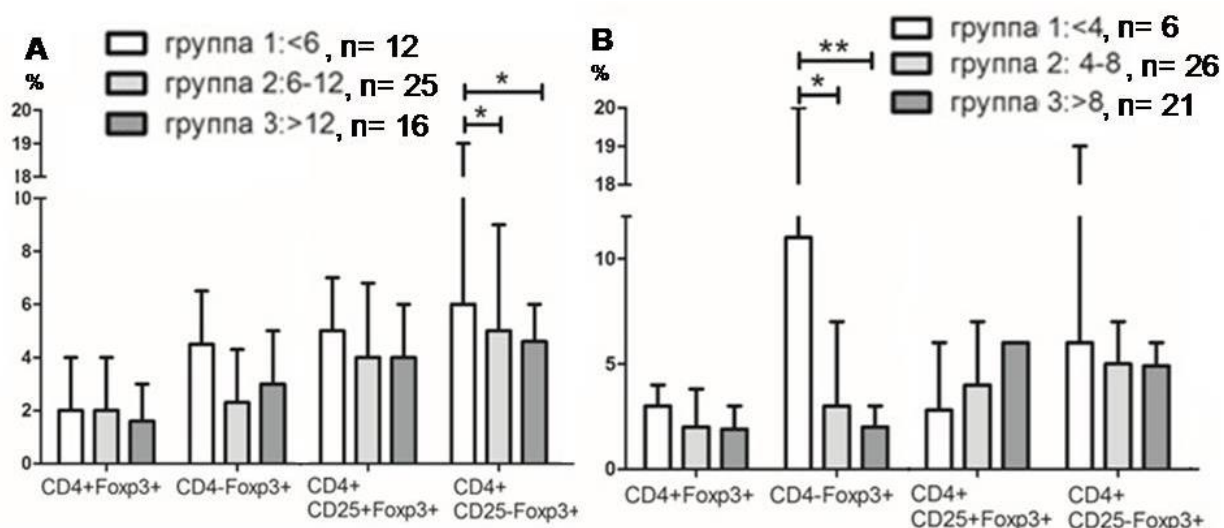 A
%
группа 1:<6, n= 12
группа 2:6-12, n= 25
группа 3:>12, n= 16
*
*
20
19
18
10
8
6
4
2
0
CD4+Foxp3+
CD4-Foxp3+
CD4+
CD25+Foxp3+
CD4+
CD25-Foxp3+
B
%
группа 1:<4, n= 6
группа 2: 4-8, n= 26
группа 3:>8, n= 21
**
*
20
19
18
10
5
0
CD4+Foxp3+
CD4-Foxp3+
CD4+
CD25+Foxp3+
CD4+
CD25-Foxp3+